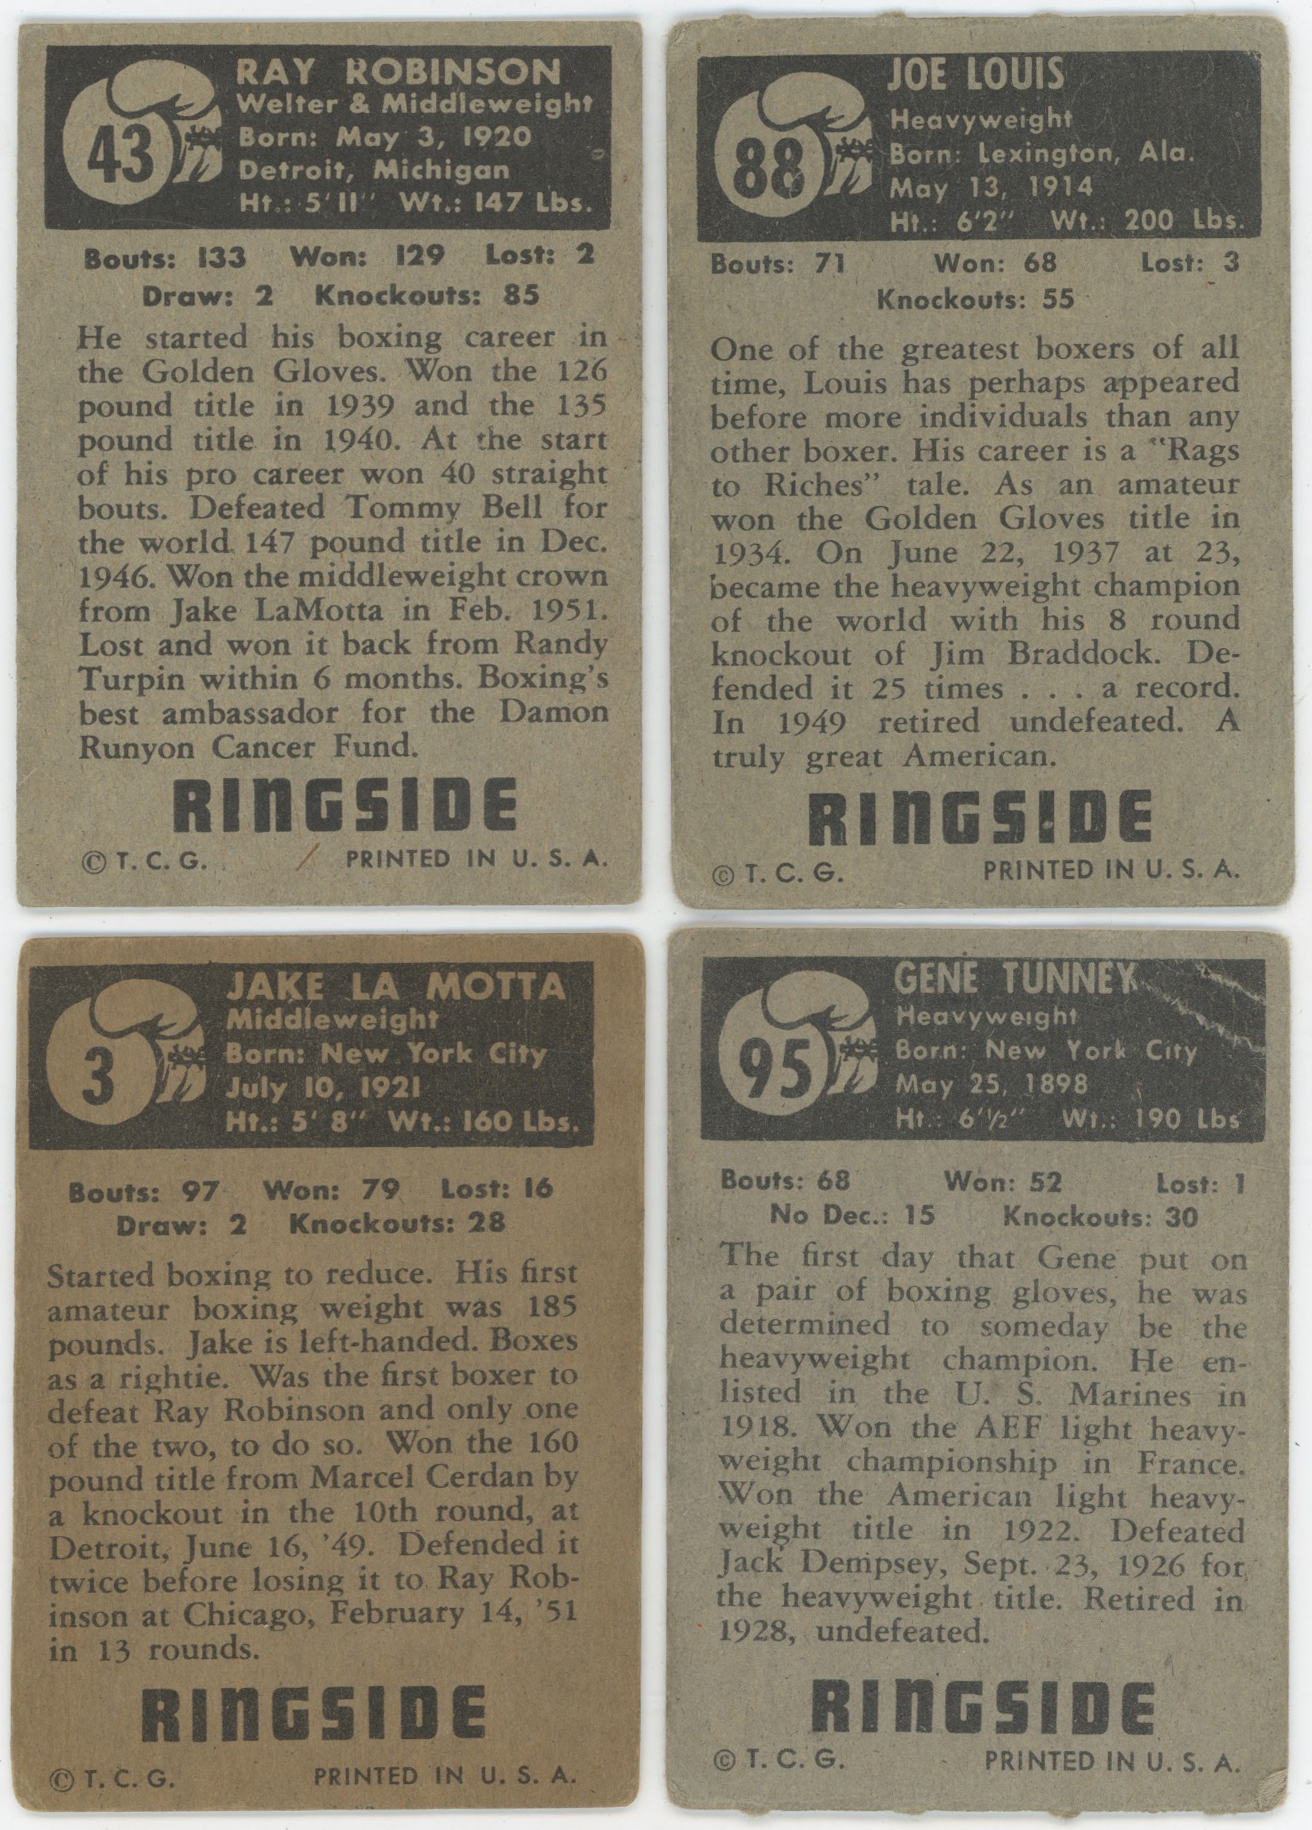 43
RAY ROBINSON
Welter & Middleweight
Born: May 3, 1920
Detroit, Michigan
Ht.: 5'11" Wt.: 147 Lbs.
Bouts: 133 Won: 129 Lost: 2
Draw: 2 Knockouts: 85
He started his boxing career in
the Golden Gloves. Won the 126
pound title in 1939 and the 135
pound title in 1940. At the start
of his pro career won 40 straight
bouts. Defeated Tommy Bell for
the world 147 pound title in Dec.
1946. Won the middleweight crown
from Jake LaMotta in Feb. 1951.
Lost and won it back from Randy
Turpin within 6 months. Boxing's
best ambassador for the Damon
Runyon Cancer Fund.
RINGSIDE
© T. C. G. PRINTED IN U. S. A.
88
JOE LOUIS
Heavyweight
Born: Lexington, Ala.
May 13, 1914
Ht.: 6'2" Wt.: 200 Lbs.
Bouts: 71 Won: 68 Lost: 3
Knockouts: 55
One of the greatest boxers of all
time, Louis has perhaps appeared
before more individuals than any
other boxer. His career is a "Rags
to Riches" tale. As an amateur
won the Golden Gloves title in
1934. On June 22, 1937 at 23,
became the heavyweight champion
of the world with his 8 round
knockout of Jim Braddock. De-
fended it 25 times . . . a record.
In 1949 retired undefeated. A
truly great American.
RINGSIDE
© T. C. G. PRINTED IN U. S. A.
3
JAKE LA MOTTA
Middleweight
Born: New York City
July 10, 1921
Ht.: 5' 8" Wt.: 160 Lbs.
Bouts: 97 Won: 79 Lost: 16
Draw: 2 Knockouts: 28
Started boxing to reduce. His first
amateur boxing weight was 185
pounds. Jake is left-handed. Boxes
as a rightie. Was the first boxer to
defeat Ray Robinson and only one
of the two, to do so. Won the 160
pound title from Marcel Cerdan by
a knockout in the 10th round, at
Detroit, June 16, '49. Defended it
twice before losing it to Ray Rob-
inson at Chicago, February 14, '51
in 13 rounds.
RINGSIDE
© T. C. G. PRINTED IN U. S. A.
95
GENE TUNNEY
Heavyweight
Born: New York City
May 25, 1898
Ht.: 6'½" Wt.: 190 Lbs
Bouts: 68 Won: 52 Lost: 1
No Dec.: 15 Knockouts: 30
The first day that Gene put on
a pair of boxing gloves, he was
determined to someday be the
heavyweight champion. He en-
listed in the U. S. Marines in
1918. Won the AEF light heavy-
weight championship in France.
Won the American light heavy-
weight title in 1922. Defeated
Jack Dempsey, Sept. 23, 1926 for
the heavyweight title. Retired in
1928, undefeated.
RINGSIDE
© T. C. G. PRINTED IN U. S. A.